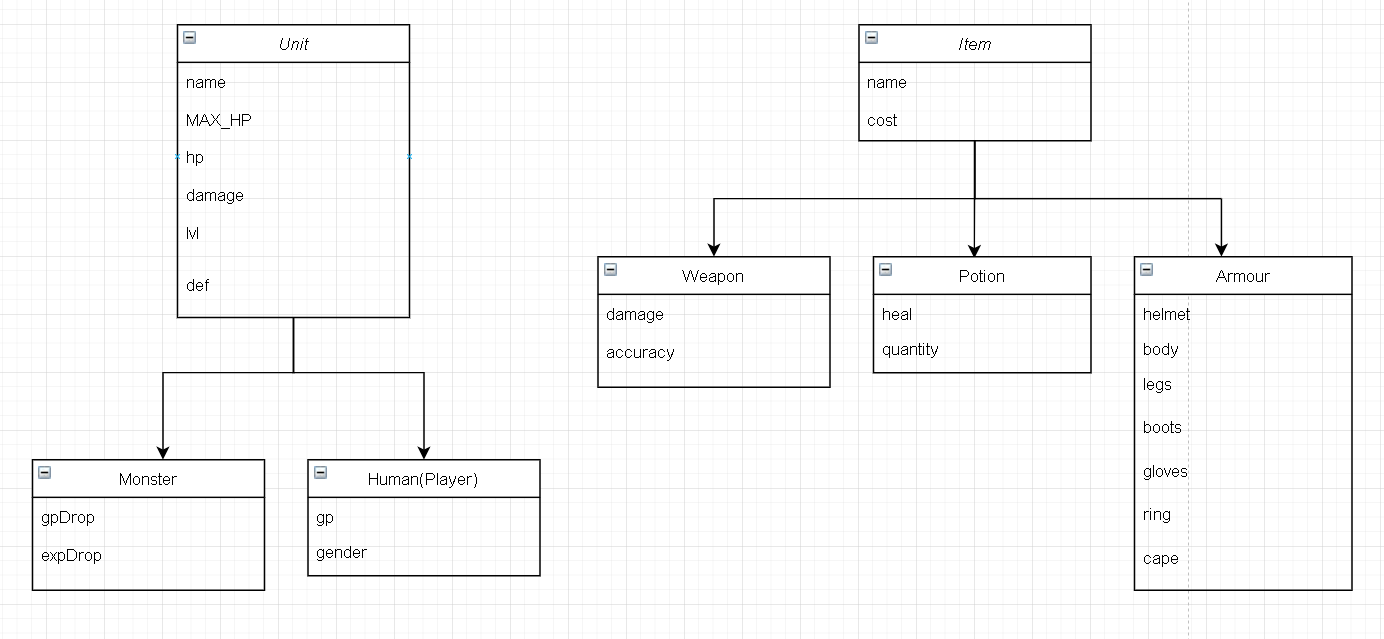 Unit
name
MAX_HP
hp
damage
lvl
def
Monster
gpDrop
expDrop
Human(Player)
gp
gender
Item
name
cost
Weapon
damage
accuracy
Potion
heal
quantity
Armour
helmet
body
legs
boots
gloves
ring
cape